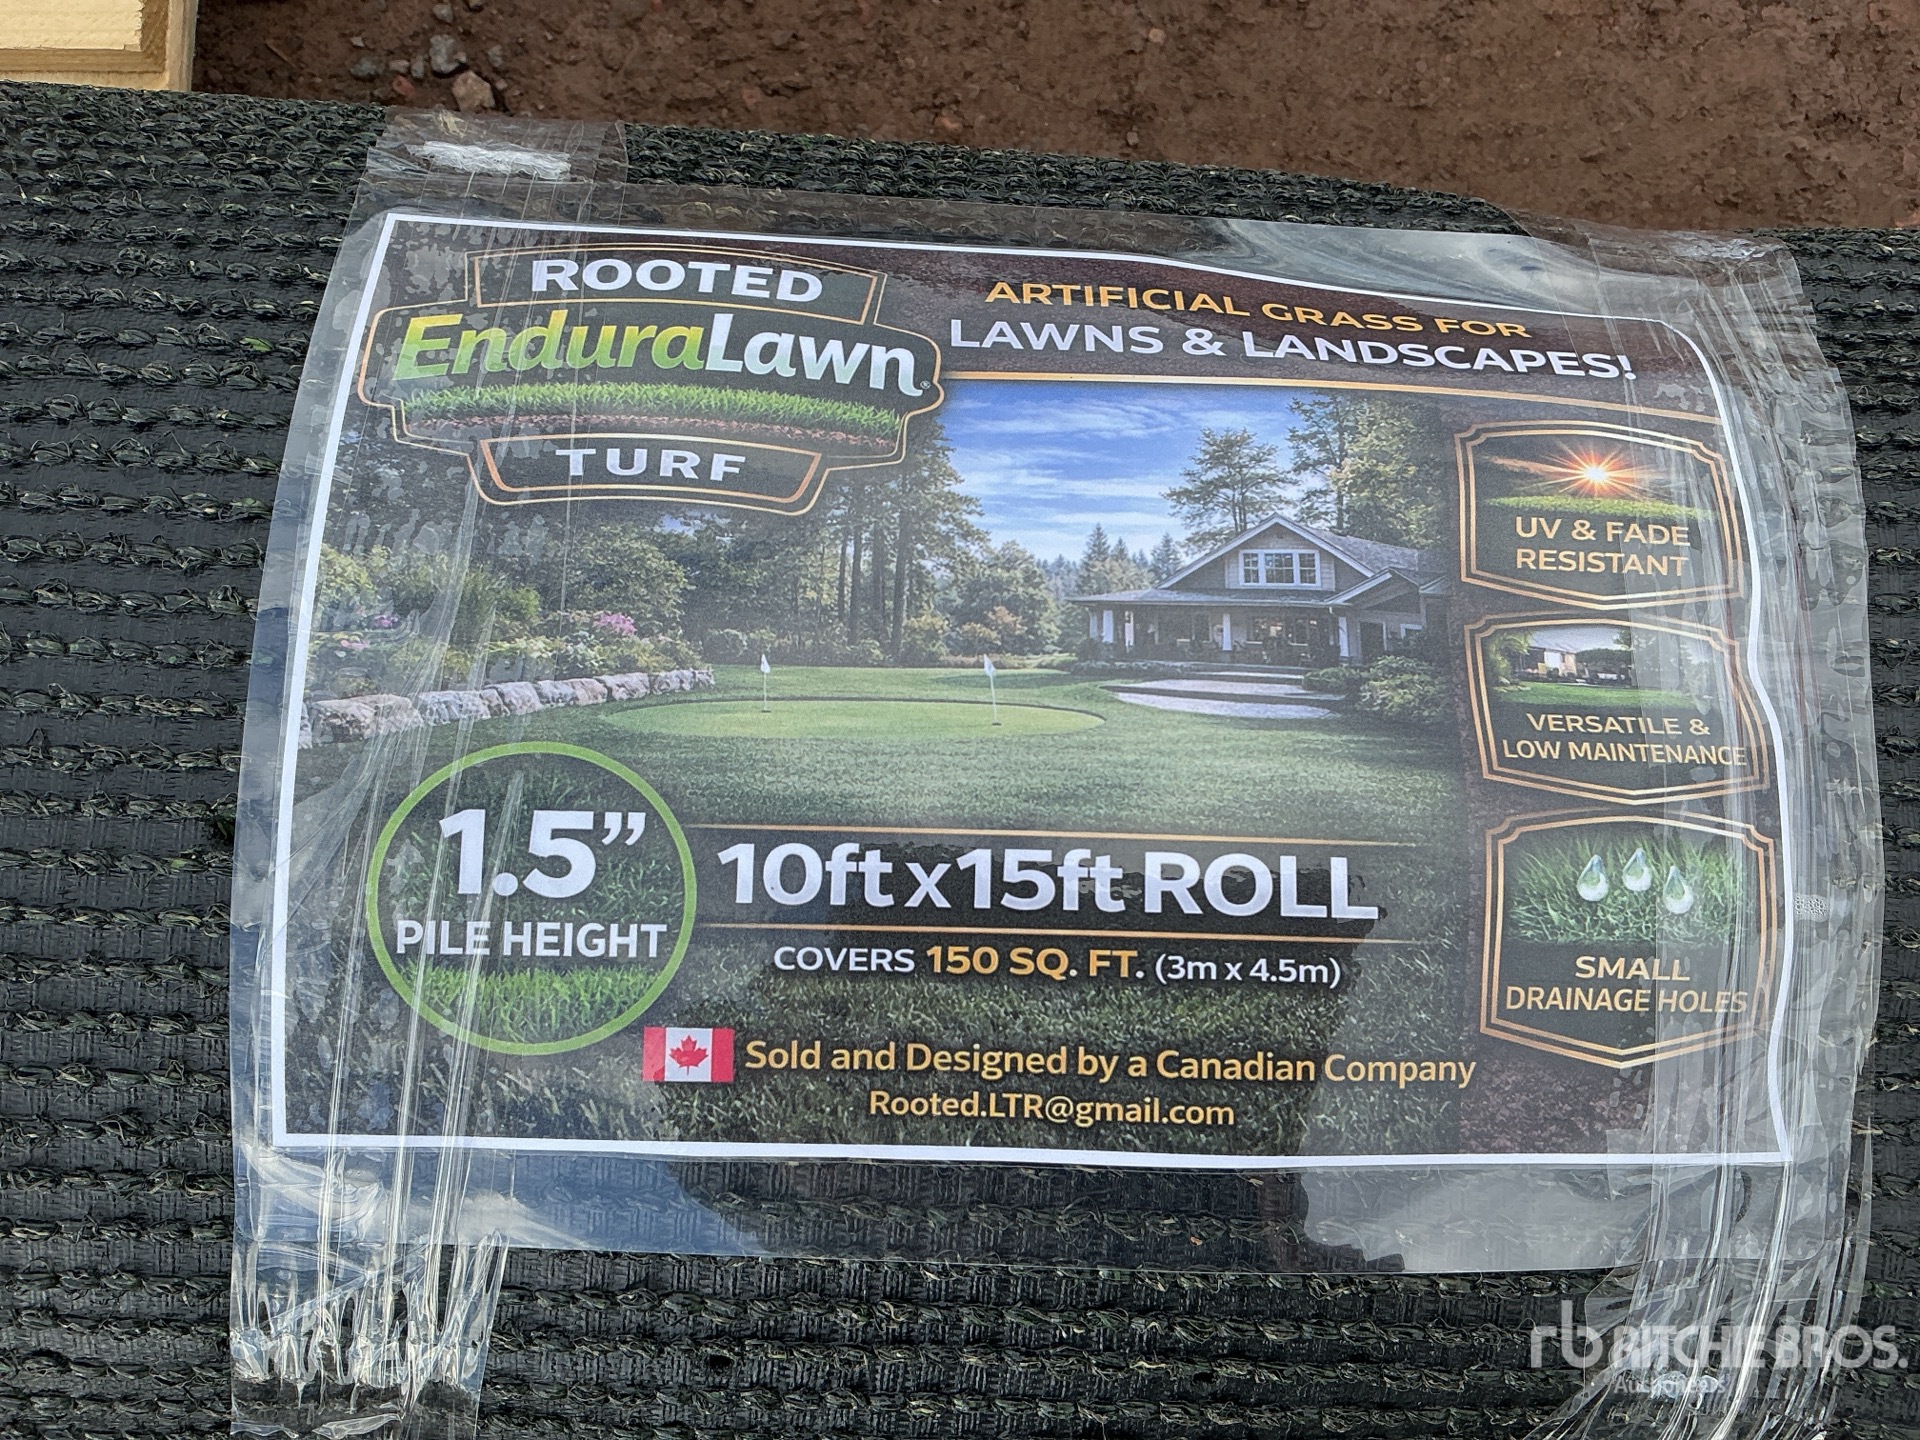 ROOTED
EnduraLawn®
TURF
ARTIFICIAL GRASS FOR
LAWNS & LANDSCAPES!
UV & FADE
RESISTANT
VERSATILE &
LOW MAINTENANCE
SMALL
DRAINAGE HOLES
1.5”
PILE HEIGHT
10ft x 15ft ROLL
COVERS 150 SQ. FT. (3m x 4.5m)
Sold and Designed by a Canadian Company
Rooted.LTR@gmail.com
rb RITCHIE BROS.
Auctioneers